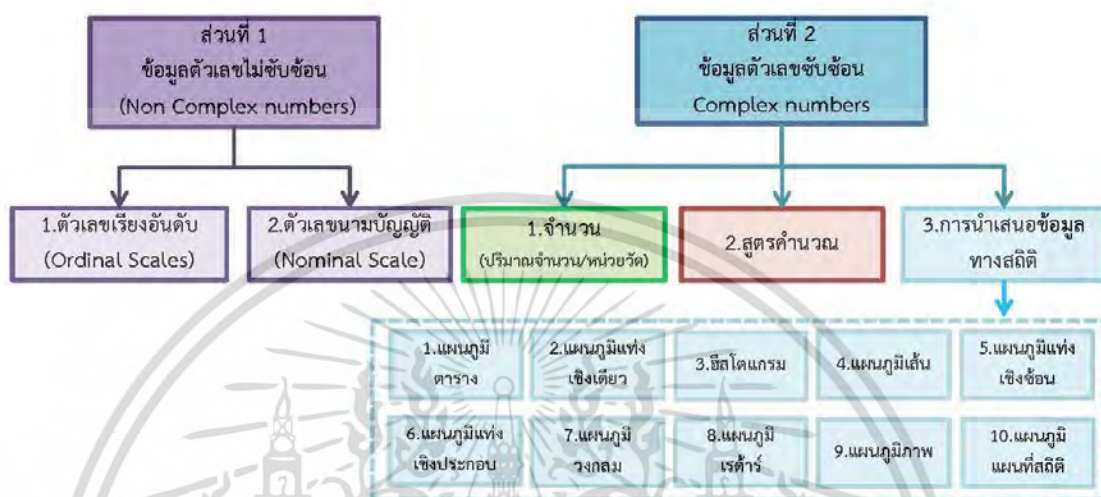 ส่วนที่ 1
ข้อมูลตัวเลขไม่ซับซ้อน
(Non Complex numbers)
ส่วนที่ 2
ข้อมูลตัวเลขซับซ้อน
Complex numbers
1.ตัวเลขเรียงอันดับ
(Ordinal Scales)
2.ตัวเลขนามบัญญัติ
(Nominal Scale)
1.จำนวน
(ปริมาณจำนวน/หน่วยวัด)
2.สูตรคำนวณ
3.การนำเสนอข้อมูล
ทางสถิติ
1.แผนภูมิ
ตาราง
2.แผนภูมิแท่ง
เชิงเดียว
3.ฮีสโตแกรม
4.แผนภูมิเส้น
5.แผนภูมิแท่ง
เชิงซ้อน
6.แผนภูมิแท่ง
เชิงประกอบ
7.แผนภูมิ
วงกลม
8.แผนภูมิ
เรด้าร์
9.แผนภูมิภาพ
10.แผนภูมิ
แผนที่สถิติ